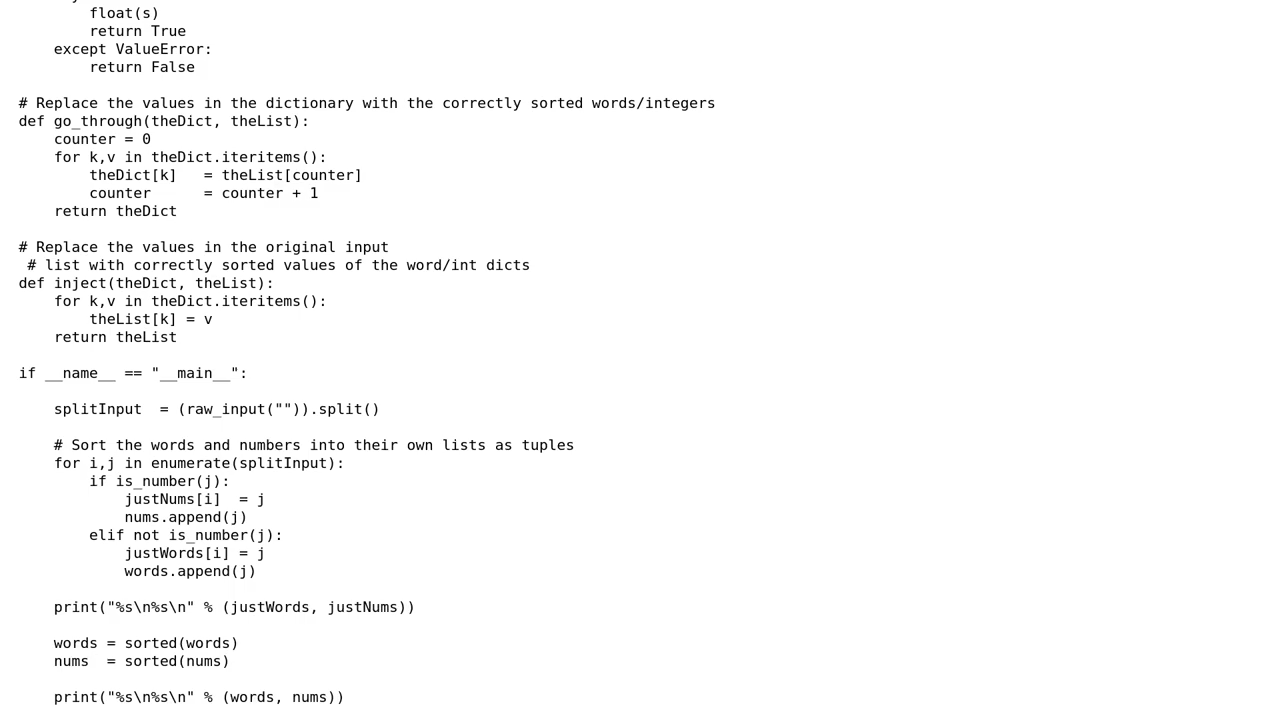 float(s)
        return True
    except ValueError:
        return False

# Replace the values in the dictionary with the correctly sorted words/integers
def go_through(theDict, theList):
    counter = 0
    for k,v in theDict.iteritems():
        theDict[k]   = theList[counter]
        counter      = counter + 1
    return theDict

# Replace the values in the original input
 # list with correctly sorted values of the word/int dicts
def inject(theDict, theList):
    for k,v in theDict.iteritems():
        theList[k] = v
    return theList

if __name__ == "__main__":

    splitInput  = (raw_input("")).split()

    # Sort the words and numbers into their own lists as tuples
    for i,j in enumerate(splitInput):
        if is_number(j):
            justNums[i]  = j
            nums.append(j)
        elif not is_number(j):
            justWords[i] = j
            words.append(j)

    print("%s\n%s\n" % (justWords, justNums))

    words = sorted(words)
    nums  = sorted(nums)

    print("%s\n%s\n" % (words, nums))